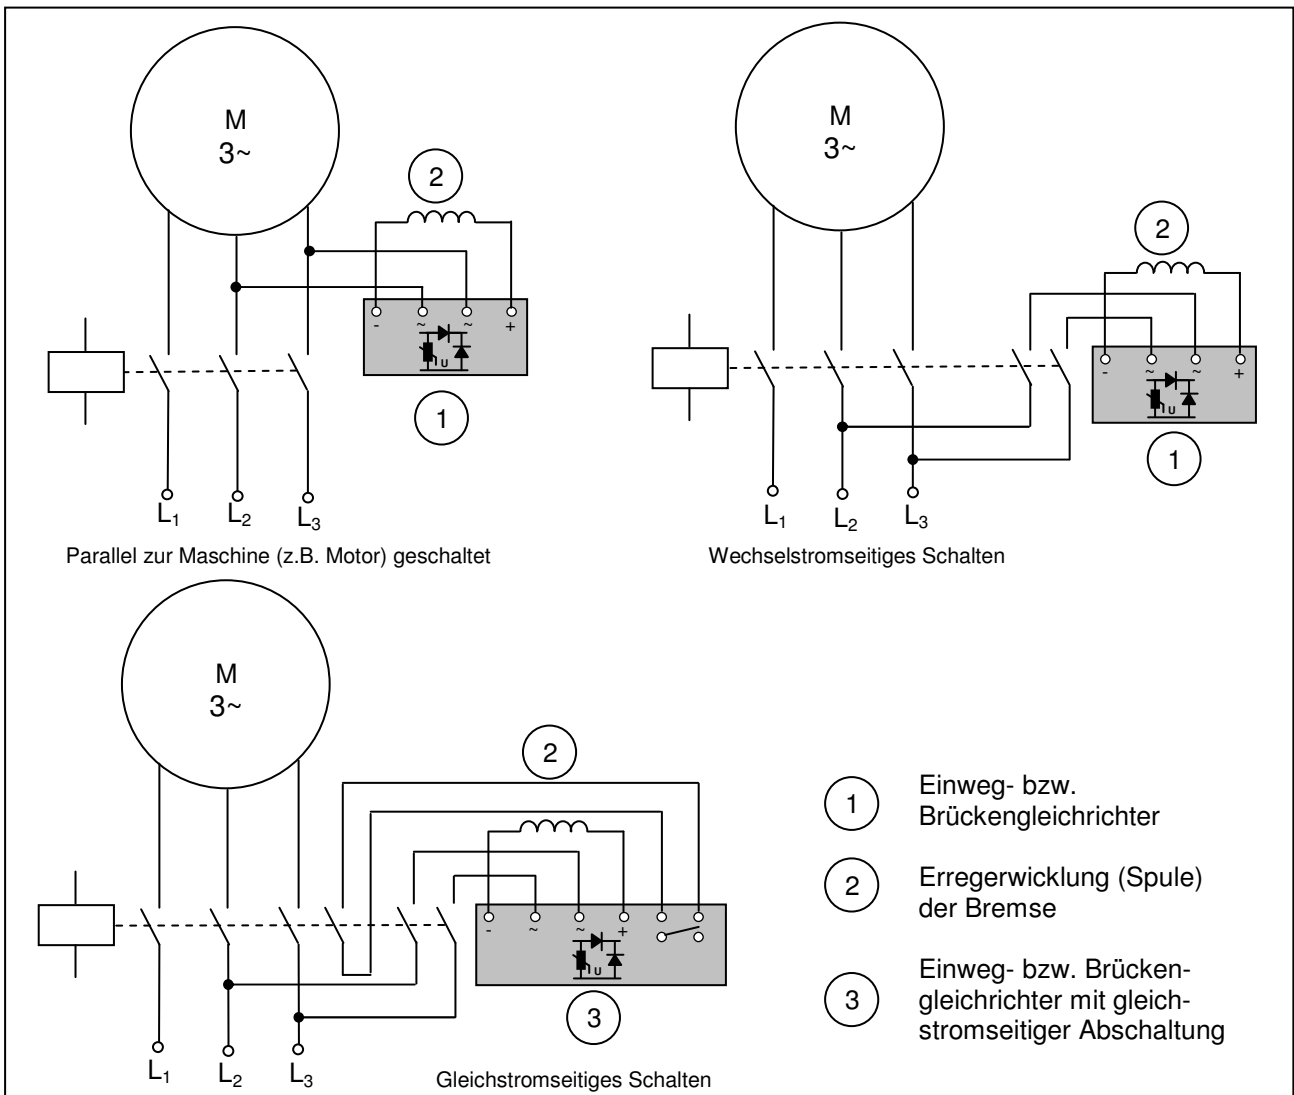 M
3~
2
- ~ ~ +
U
1
L1 L2 L3
Parallel zur Maschine (z.B. Motor) geschaltet
M
3~
2
- ~ ~ +
U
1
L1 L2 L3
Wechselstromseitiges Schalten
M
3~
2
- ~ ~ +
U
3
L1 L2 L3
Gleichstromseitiges Schalten
1 Einweg- bzw.
Brückengleichrichter
2 Erregerwicklung (Spule)
der Bremse
3 Einweg- bzw. Brücken-
gleichrichter mit gleich-
stromseitiger Abschaltung